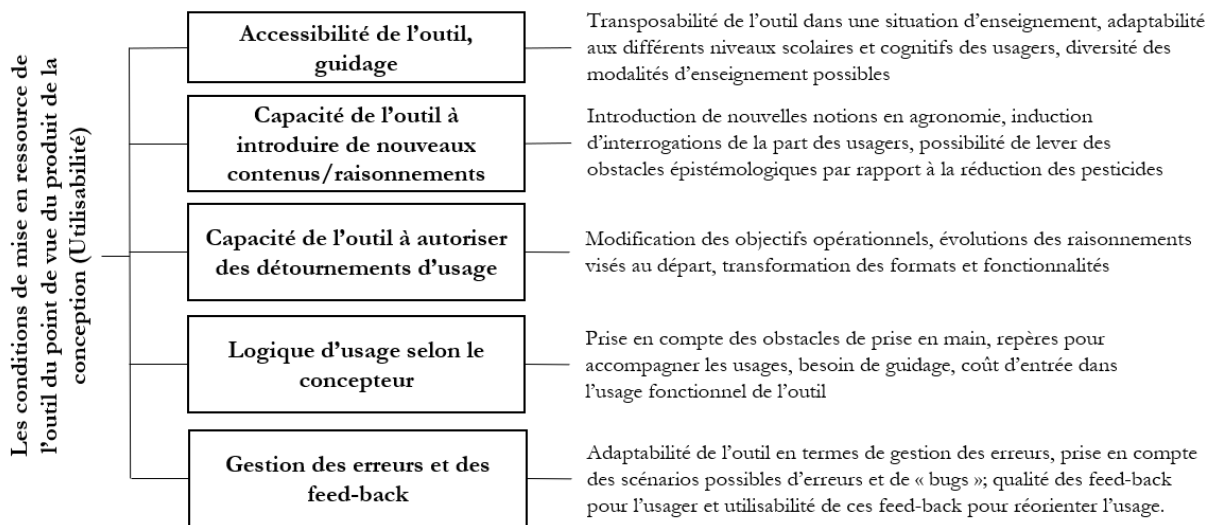 Les conditions de mise en ressource de
l’outil du point de vue du produit de la
conception (Utilisabilité)
Accessibilité de l’outil,
guidage
Transposabilité de l’outil dans une situation d’enseignement, adaptabilité
aux différents niveaux scolaires et cognitifs des usagers, diversité des
modalités d’enseignement possibles
Capacité de l’outil à
introduire de nouveaux
contenus/raisonnements
Introduction de nouvelles notions en agronomie, induction
d’interrogations de la part des usagers, possibilité de lever des
obstacles épistémologiques par rapport à la réduction des pesticides
Capacité de l’outil à autoriser
des détournements d’usage
Modification des objectifs opérationnels, évolutions des raisonnements
visés au départ, transformation des formats et fonctionnalités
Logique d’usage selon le
concepteur
Prise en compte des obstacles de prise en main, repères pour
accompagner les usages, besoin de guidage, coût d’entrée dans
l’usage fonctionnel de l’outil
Gestion des erreurs et des
feed-back
Adaptabilité de l’outil en termes de gestion des erreurs, prise en compte
des scénarios possibles d’erreurs et de « bugs »; qualité des feed-back
pour l’usager et utilisabilité de ces feed-back pour réorienter l’usage.